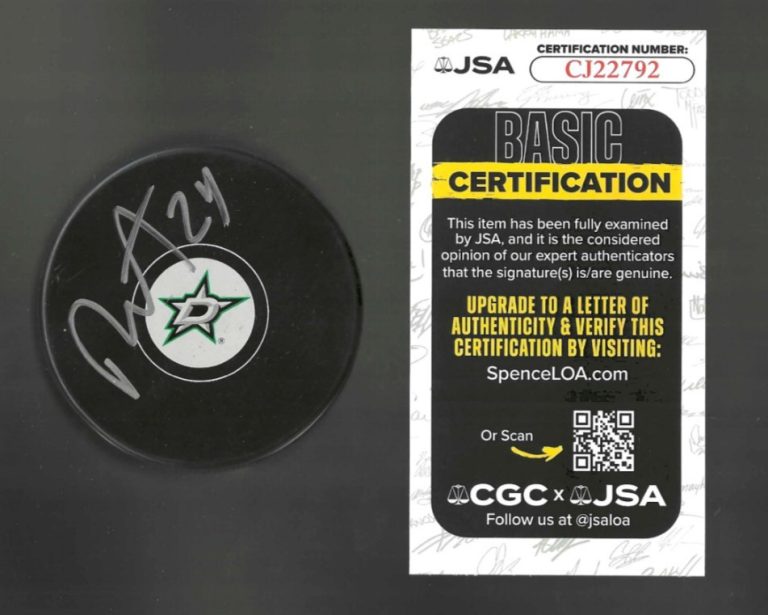 24
D
®
JSA
CERTIFICATION NUMBER:
CJ22792
BASIC
CERTIFICATION
This item has been fully examined
by JSA, and it is the considered
opinion of our expert authenticators
that the signature(s) is/are genuine.
UPGRADE TO A LETTER OF
AUTHENTICITY & VERIFY THIS
CERTIFICATION BY VISITING:
SpenceLOA.com
Or Scan
CGC x JSA
Follow us at @jsaloa